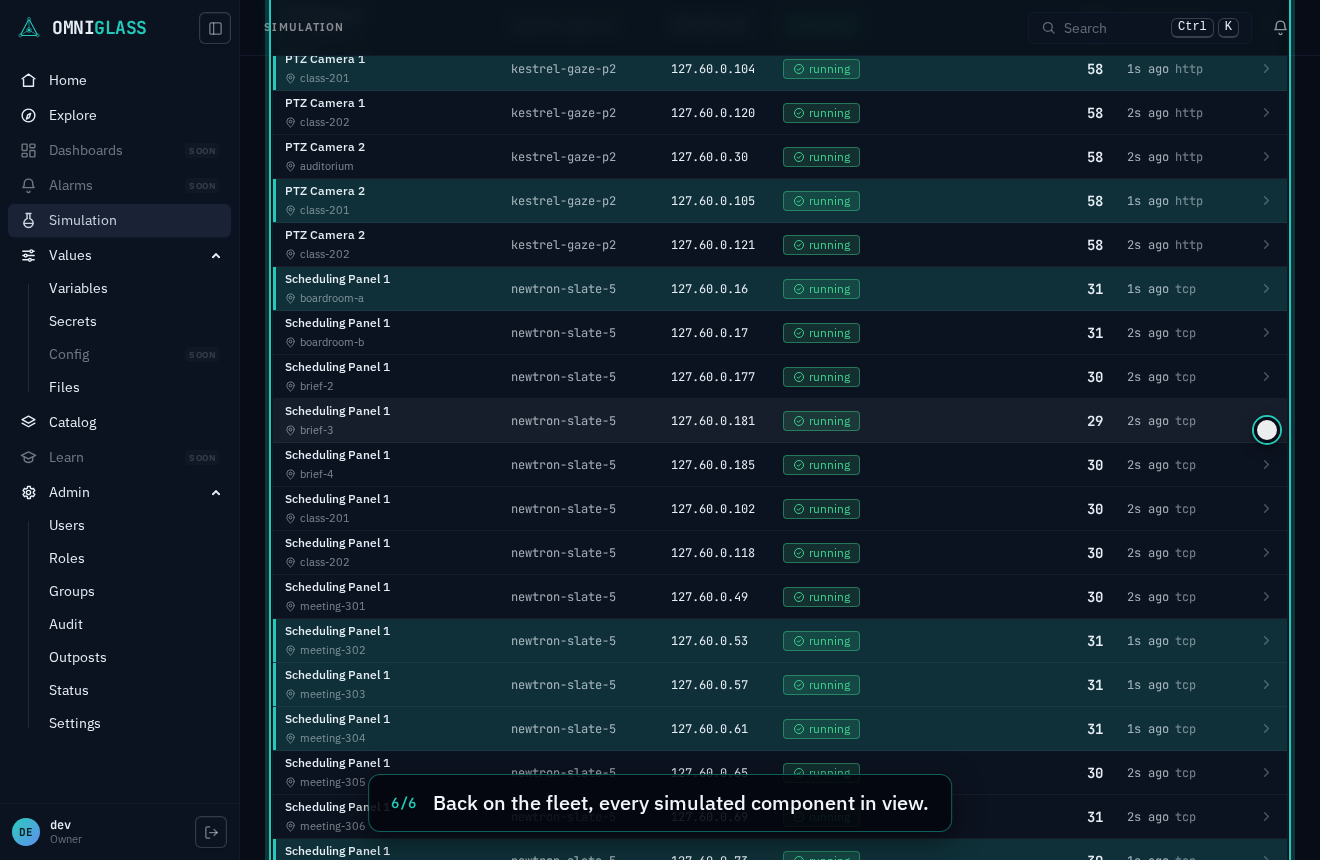 OMNIGLASS
SIMULATION
Search Ctrl K
Home
Explore
Dashboards SOON
Alarms SOON
Simulation
Values
Variables
Secrets
Config SOON
Files
Catalog
Learn SOON
Admin
Users
Roles
Groups
Audit
Outposts
Status
Settings
DE dev
Owner
PTZ Camera 1 kestrel-gaze-p2 127.60.0.104 running 58 1s ago http
class-201
PTZ Camera 1 kestrel-gaze-p2 127.60.0.120 running 58 2s ago http
class-202
PTZ Camera 2 kestrel-gaze-p2 127.60.0.30 running 58 2s ago http
auditorium
PTZ Camera 2 kestrel-gaze-p2 127.60.0.105 running 58 1s ago http
class-201
PTZ Camera 2 kestrel-gaze-p2 127.60.0.121 running 58 2s ago http
class-202
Scheduling Panel 1 newtron-slate-5 127.60.0.16 running 31 1s ago tcp
boardroom-a
Scheduling Panel 1 newtron-slate-5 127.60.0.17 running 31 2s ago tcp
boardroom-b
Scheduling Panel 1 newtron-slate-5 127.60.0.177 running 30 2s ago tcp
brief-2
Scheduling Panel 1 newtron-slate-5 127.60.0.181 running 29 2s ago tcp
brief-3
Scheduling Panel 1 newtron-slate-5 127.60.0.185 running 30 2s ago tcp
brief-4
Scheduling Panel 1 newtron-slate-5 127.60.0.102 running 30 2s ago tcp
class-201
Scheduling Panel 1 newtron-slate-5 127.60.0.118 running 30 2s ago tcp
class-202
Scheduling Panel 1 newtron-slate-5 127.60.0.49 running 30 2s ago tcp
meeting-301
Scheduling Panel 1 newtron-slate-5 127.60.0.53 running 31 1s ago tcp
meeting-302
Scheduling Panel 1 newtron-slate-5 127.60.0.57 running 31 1s ago tcp
meeting-303
Scheduling Panel 1 newtron-slate-5 127.60.0.61 running 31 1s ago tcp
meeting-304
Scheduling Panel 1 newtron-slate-5 127.60.0.65 running 30 2s ago tcp
meeting-305
Scheduling 31 2s ago tcp
meeting-306
6/6 Back on the fleet, every simulated component in view.
Scheduling Panel 1